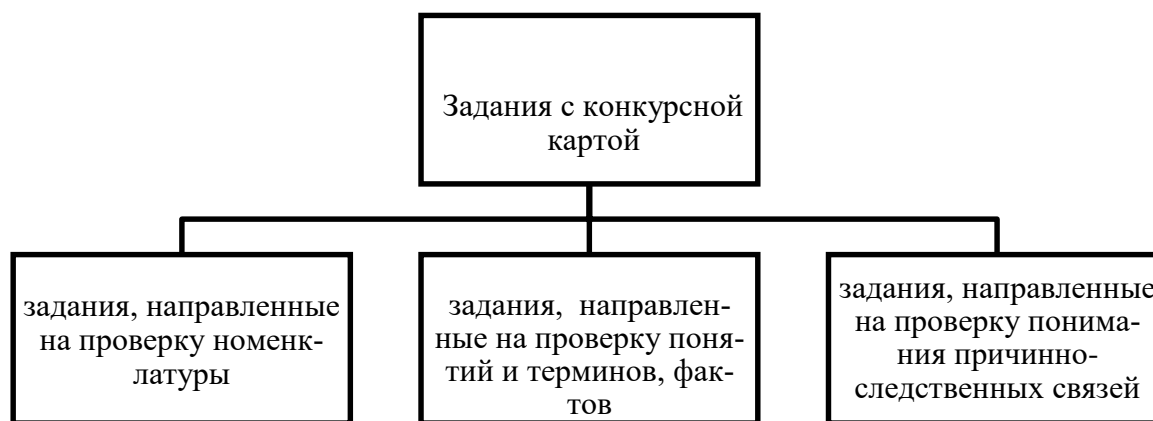 Задания с конкурсной
картой
задания, направленные
на проверку номенк-
латуры
задания,  направлен-
ные на проверку поня-
тий и терминов, фак-
тов
задания, направленные
на проверку понима-
ния причинно-
следственных связей